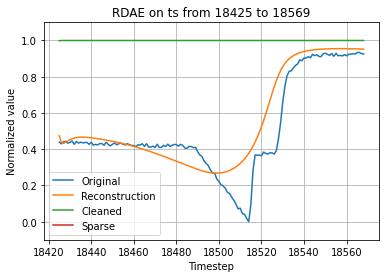 RDAE on ts from 18425 to 18569
Normalized value
1.0
0.8
0.6
0.4
0.2
0.0
Original
Reconstruction
Cleaned
Sparse
18420 18440 18460 18480 18500 18520 18540 18560
Timestep